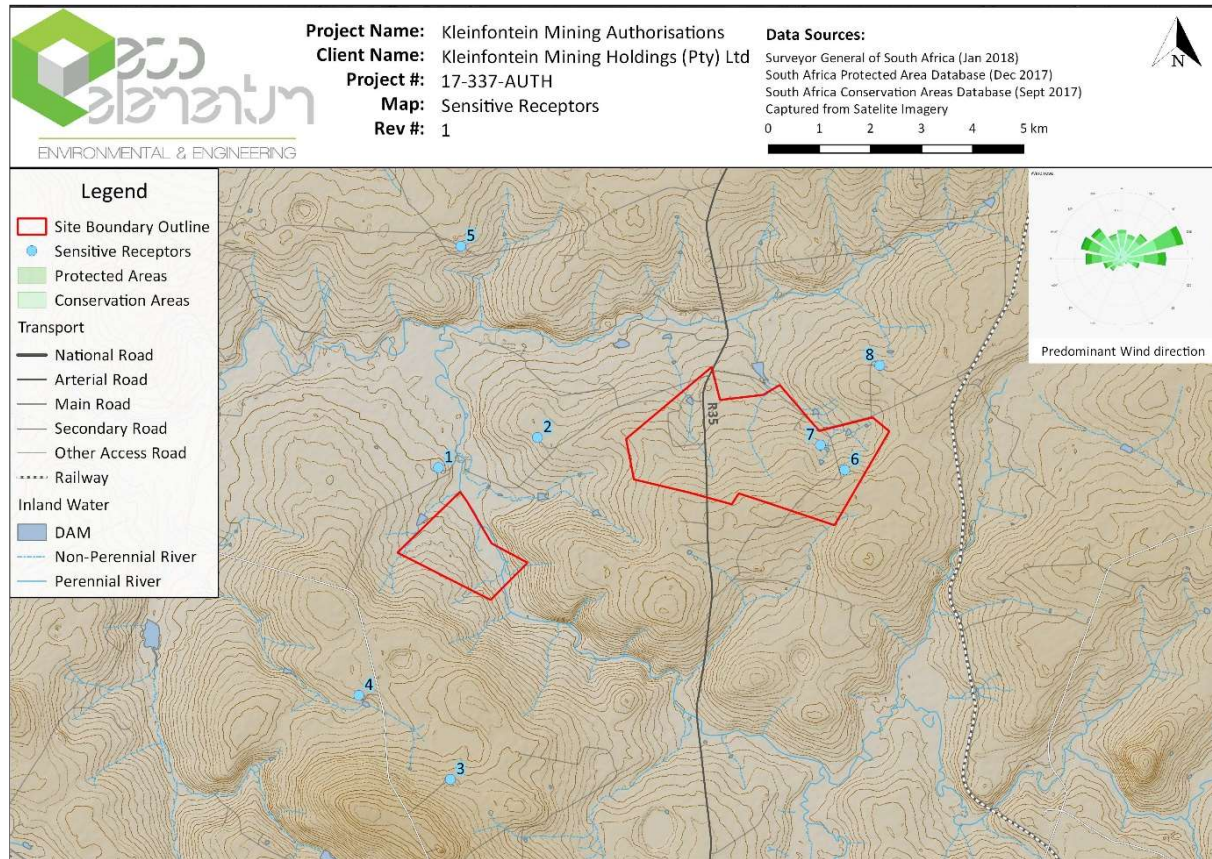 eco
elementum
ENVIRONMENTAL & ENGINEERING
Project Name: Kleinfontein Mining Authorisations
Client Name: Kleinfontein Mining Holdings (Pty) Ltd
Project #: 17-337-AUTH
Map: Sensitive Receptors
Rev #: 1
Data Sources:
Surveyor General of South Africa (Jan 2018)
South Africa Protected Area Database (Dec 2017)
South Africa Conservation Areas Database (Sept 2017)
Captured from Satelite Imagery
0 1 2 3 4 5 km
N
Legend
Site Boundary Outline
Sensitive Receptors
Protected Areas
Conservation Areas
Transport
National Road
Arterial Road
Main Road
Secondary Road
Other Access Road
Railway
Inland Water
DAM
Non-Perennial River
Perennial River
Predominant Wind direction
5
8
R35
2
7
1
6
4
3